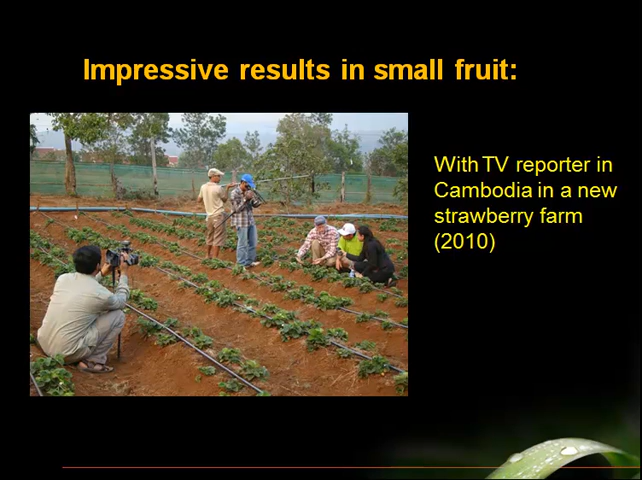 Impressive results in small fruit:
With TV reporter in
Cambodia in a new
strawberry farm
(2010)